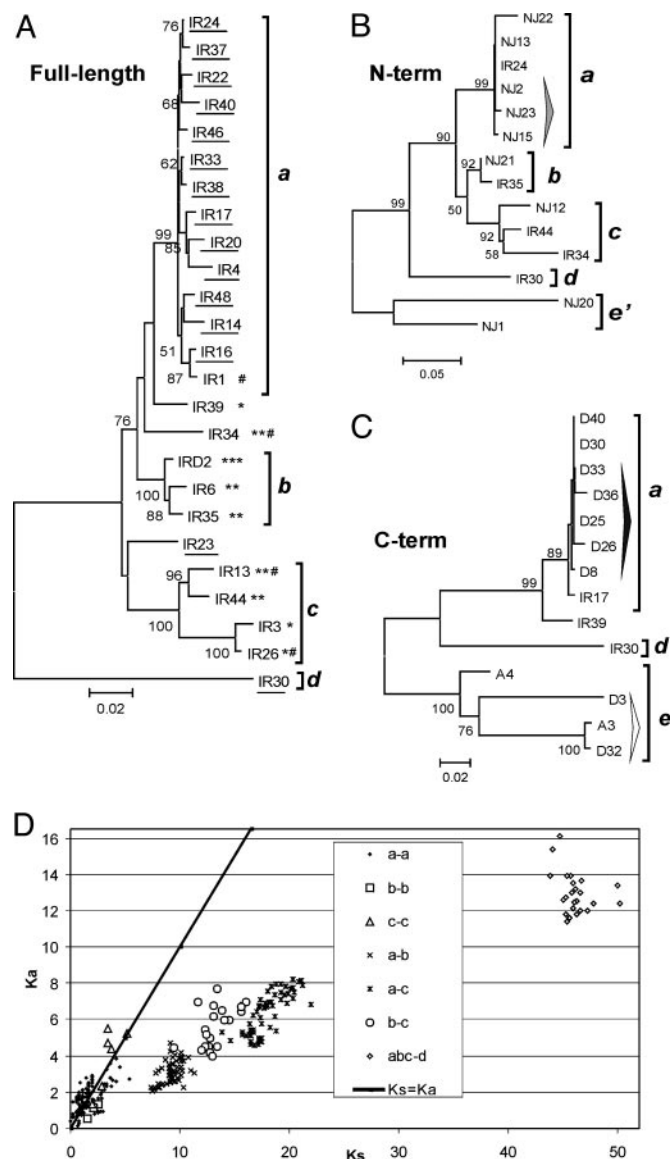 A
Full-length
76
IR24
IR37
IR22
68
IR40
IR46
62
IR33
IR38
a
IR17
99
85
IR20
IR4
IR48
IR14
51
IR16
87
IR1 #
IR39 *
76
IR34 **#
IRD2 ***
100
IR6 **
b
88
IR35 **
IR23
96
IR13 **#
IR44 **
c
100
IR3 *
100
IR26 *#
IR30
d
0.02
B
N-term
NJ22
NJ13
IR24
a
99
NJ2
NJ23
NJ15
90
92
NJ21
b
IR35
50
NJ12
92
IR44
c
58
IR34
99
IR30
d
NJ20
e'
NJ1
0.05
C
C-term
D40
D30
D33
a
D36
D25
D26
89
D8
99
IR17
IR39
IR30
d
A4
100
D3
e
76
A3
100
D32
0.02
D
Ka
16
14
12
10
8
6
4
2
0
a-a
b-b
c-c
a-b
a-c
b-c
abc-d
Ks=Ka
0 10 20 30 40 50
Ks